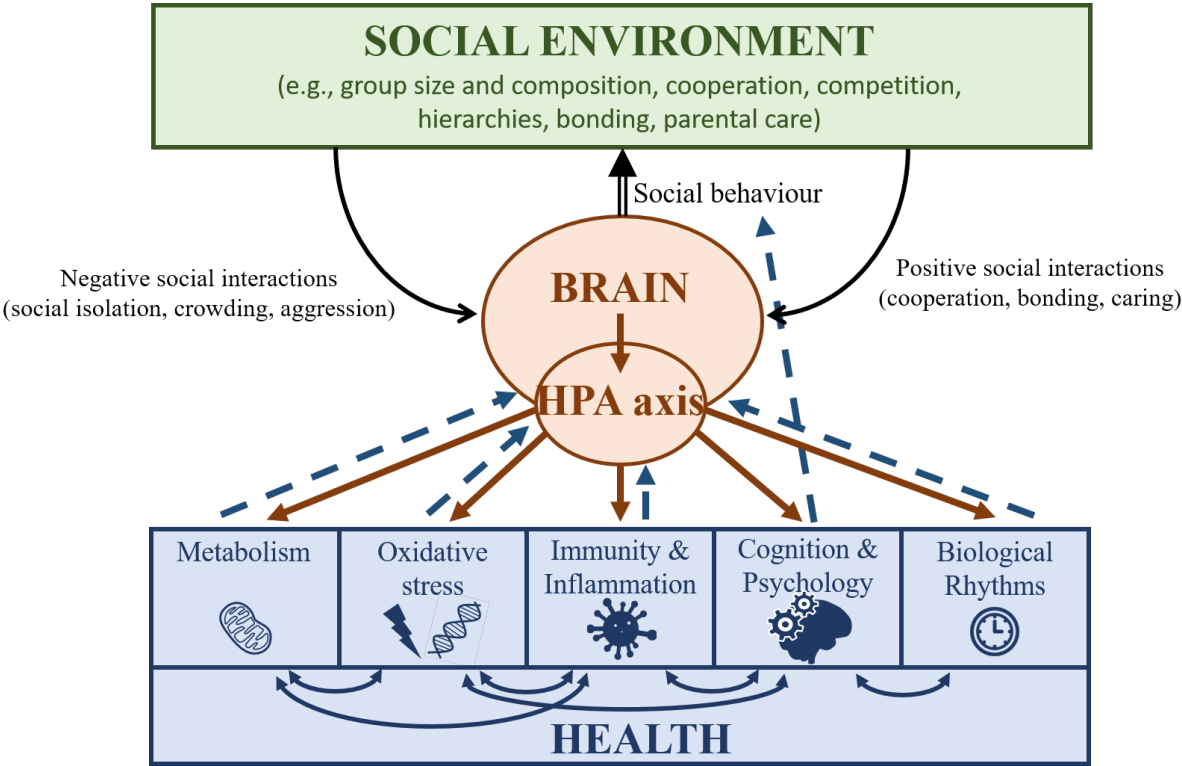 SOCIAL ENVIRONMENT
(e.g., group size and composition, cooperation, competition,
hierarchies, bonding, parental care)
Social behaviour
Negative social interactions
(social isolation, crowding, aggression)
Positive social interactions
(cooperation, bonding, caring)
BRAIN
HPA axis
Metabolism
Oxidative
stress
Immunity &
Inflammation
Cognition &
Psychology
Biological
Rhythms
HEALTH